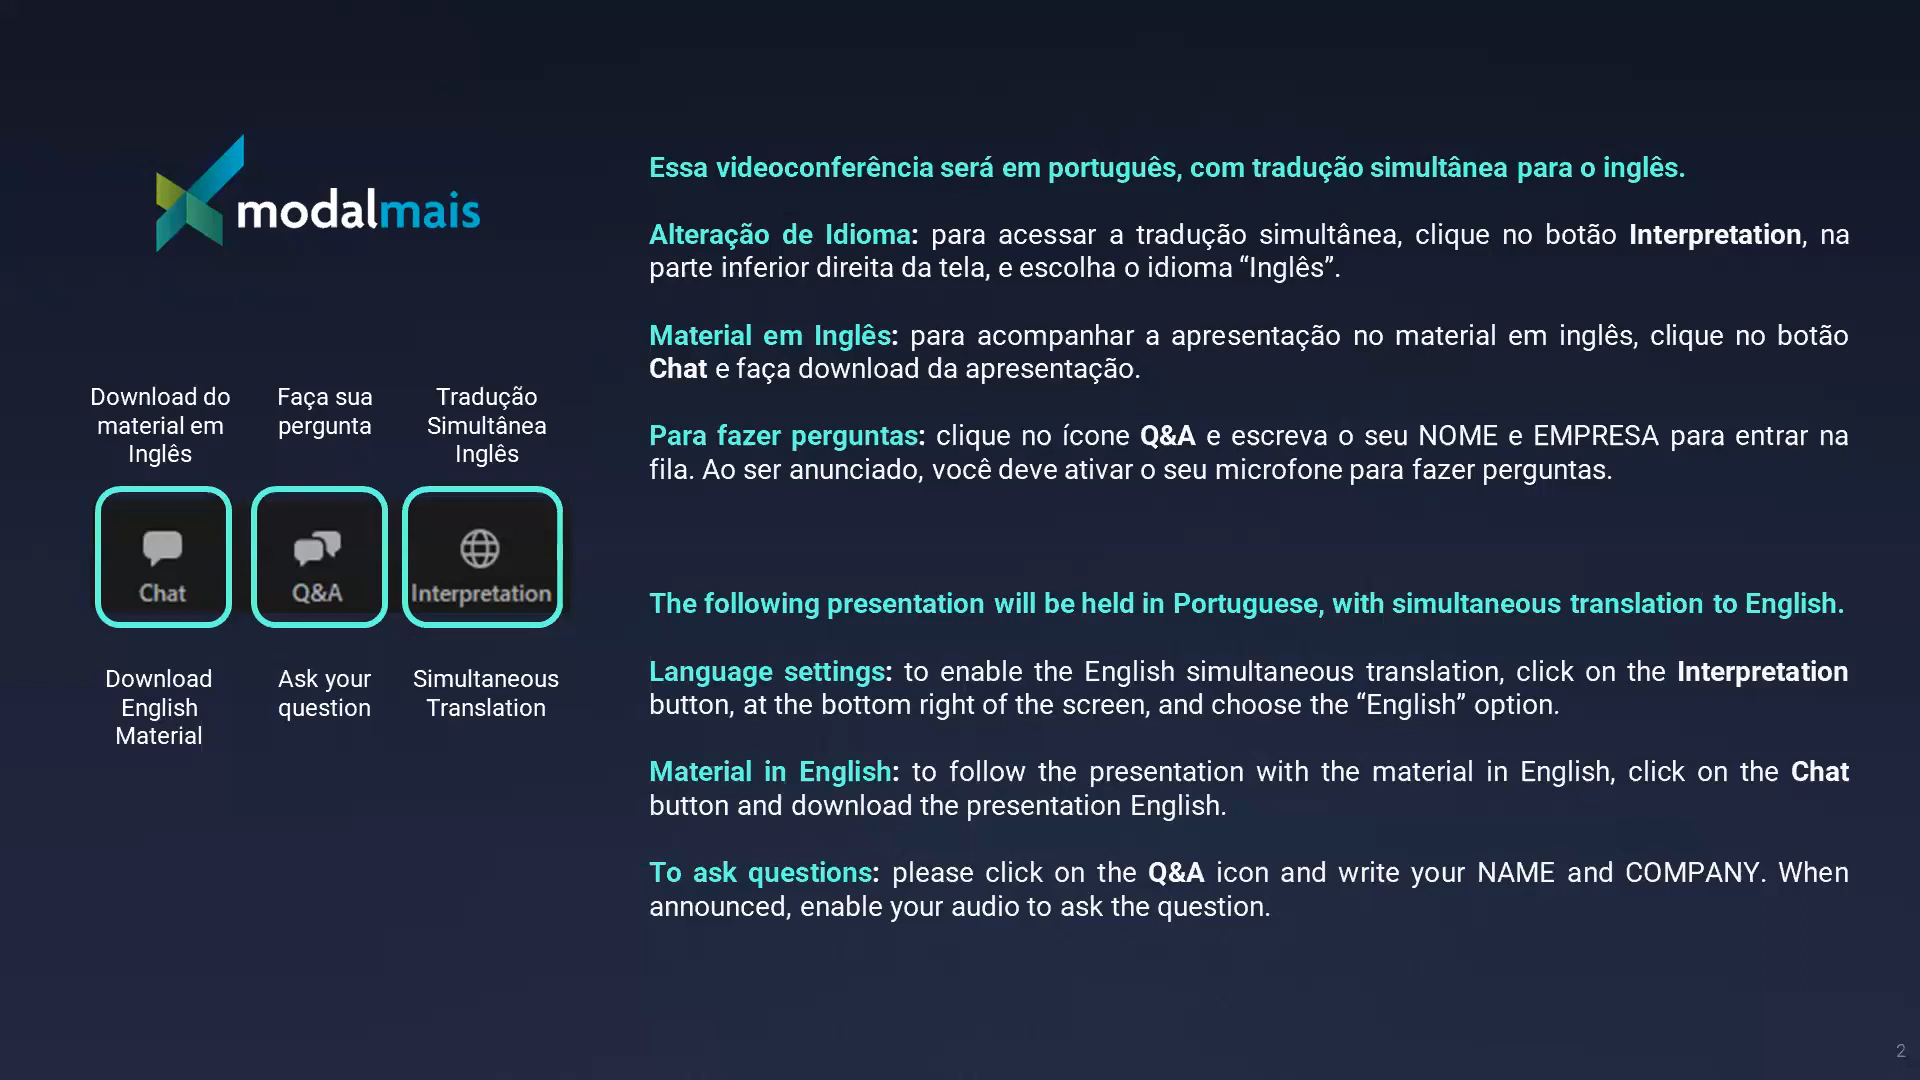 modalmais
Download do
material em
Inglês
Faça sua
pergunta
Tradução
Simultânea
Inglês
Chat
Q&A
Interpretation
Download
English
Material
Ask your
question
Simultaneous
Translation
Essa videoconferência será em português, com tradução simultânea para o inglês.
Alteração de Idioma: para acessar a tradução simultânea, clique no botão Interpretation, na
parte inferior direita da tela, e escolha o idioma “Inglês”.
Material em Inglês: para acompanhar a apresentação no material em inglês, clique no botão
Chat e faça download da apresentação.
Para fazer perguntas: clique no ícone Q&A e escreva o seu NOME e EMPRESA para entrar na
fila. Ao ser anunciado, você deve ativar o seu microfone para fazer perguntas.
The following presentation will be held in Portuguese, with simultaneous translation to English.
Language settings: to enable the English simultaneous translation, click on the Interpretation
button, at the bottom right of the screen, and choose the “English” option.
Material in English: to follow the presentation with the material in English, click on the Chat
button and download the presentation English.
To ask questions: please click on the Q&A icon and write your NAME and COMPANY. When
announced, enable your audio to ask the question.
2